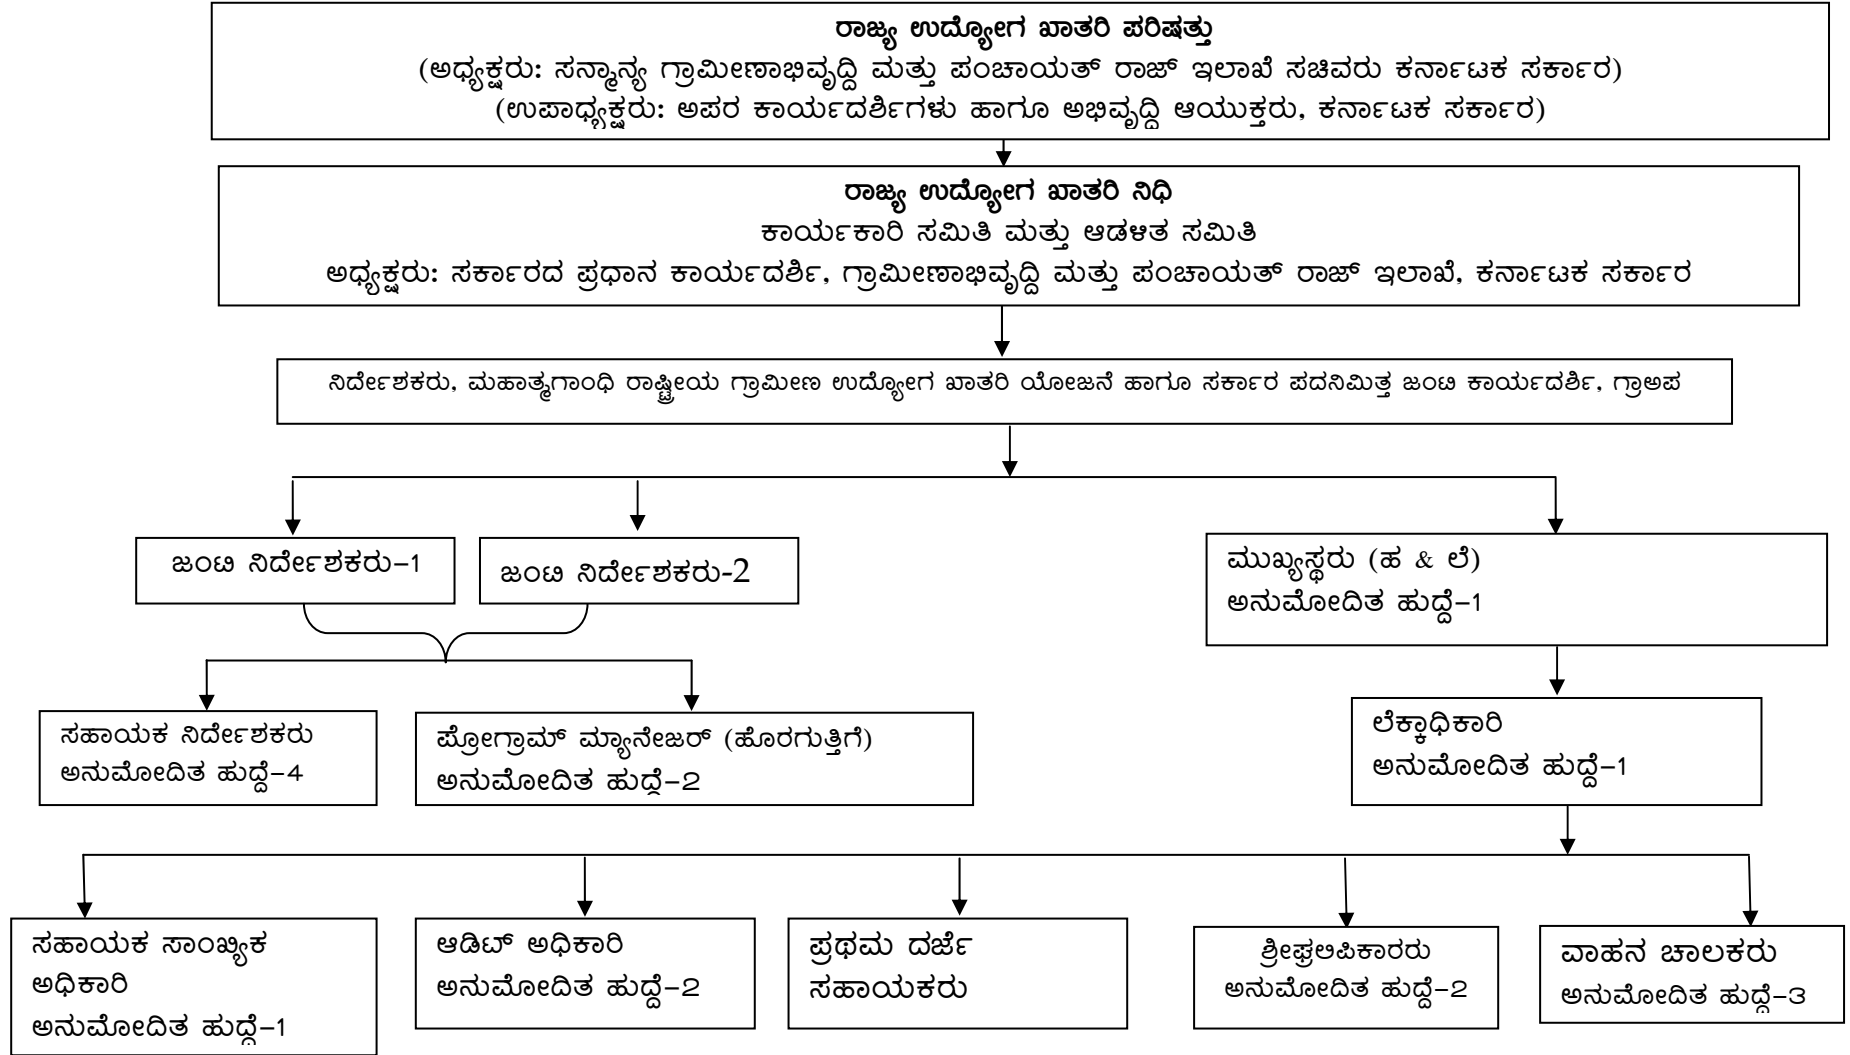 ರಾಜ್ಯ ಉದ್ಯೋಗ ಖಾತರಿ ಪರಿಷತ್ತು
(ಅಧ್ಯಕ್ಷರು: ಸನ್ಮಾನ್ಯ ಗ್ರಾಮೀಣಾಭಿವೃದ್ಧಿ ಮತ್ತು ಪಂಚಾಯತ್ ರಾಜ್ ಇಲಾಖೆ ಸಚಿವರು ಕರ್ನಾಟಕ ಸರ್ಕಾರ)
(ಉಪಾಧ್ಯಕ್ಷರು: ಅಪರ ಕಾರ್ಯದರ್ಶಿಗಳು ಹಾಗೂ ಅಭಿವೃದ್ಧಿ ಆಯುಕ್ತರು, ಕರ್ನಾಟಕ ಸರ್ಕಾರ)
ರಾಜ್ಯ ಉದ್ಯೋಗ ಖಾತರಿ ನಿಧಿ
ಕಾರ್ಯಕಾರಿ ಸಮಿತಿ ಮತ್ತು ಆಡಳಿತ ಸಮಿತಿ
ಅಧ್ಯಕ್ಷರು: ಸರ್ಕಾರದ ಪ್ರಧಾನ ಕಾರ್ಯದರ್ಶಿ, ಗ್ರಾಮೀಣಾಭಿವೃದ್ಧಿ ಮತ್ತು ಪಂಚಾಯತ್ ರಾಜ್ ಇಲಾಖೆ, ಕರ್ನಾಟಕ ಸರ್ಕಾರ
ನಿರ್ದೇಶಕರು, ಮಹಾತ್ಮಗಾಂಧಿ ರಾಷ್ಟ್ರೀಯ ಗ್ರಾಮೀಣ ಉದ್ಯೋಗ ಖಾತರಿ ಯೋಜನೆ ಹಾಗೂ ಸರ್ಕಾರ ಪದನಿಮಿತ್ತ ಜಂಟಿ ಕಾರ್ಯದರ್ಶಿ, ಗ್ರಾಅಪ
ಜಂಟಿ ನಿರ್ದೇಶಕರು-1
ಜಂಟಿ ನಿರ್ದೇಶಕರು-2
ಮುಖ್ಯಸ್ಥರು (ಹ & ಲೆ)
ಅನುಮೋದಿತ ಹುದ್ದೆ-1
ಸಹಾಯಕ ನಿರ್ದೇಶಕರು
ಅನುಮೋದಿತ ಹುದ್ದೆ-4
ಪ್ರೋಗ್ರಾಮ್ ಮ್ಯಾನೇಜರ್ (ಹೊರಗುತ್ತಿಗೆ)
ಅನುಮೋದಿತ ಹುದ್ದೆ-2
ಲೆಕ್ಕಾಧಿಕಾರಿ
ಅನುಮೋದಿತ ಹುದ್ದೆ-1
ಸಹಾಯಕ ಸಾಂಖ್ಯಿಕ
ಅಧಿಕಾರಿ
ಅನುಮೋದಿತ ಹುದ್ದೆ-1
ಆಡಿಟ್ ಅಧಿಕಾರಿ
ಅನುಮೋದಿತ ಹುದ್ದೆ-2
ಪ್ರಥಮ ದರ್ಜೆ
ಸಹಾಯಕರು
ಶ್ರೀಘ್ರಲಿಪಿಕಾರರು
ಅನುಮೋದಿತ ಹುದ್ದೆ-2
ವಾಹನ ಚಾಲಕರು
ಅನುಮೋದಿತ ಹುದ್ದೆ-3